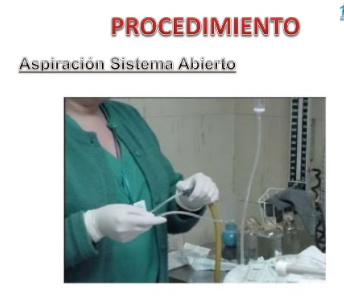 PROCEDIMIENTO
Aspiración Sistema Abierto